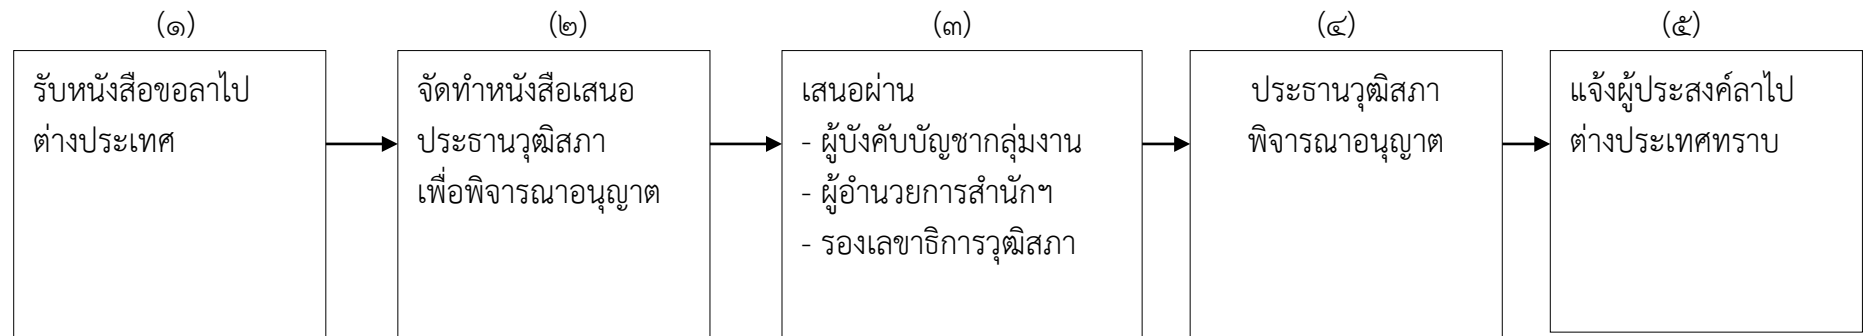 (๑)
รับหนังสือขอลาไป
ต่างประเทศ
(๒)
จัดทำหนังสือเสนอ
ประธานวุฒิสภา
เพื่อพิจารณาอนุญาต
(๓)
เสนอผ่าน
- ผู้บังคับบัญชากลุ่มงาน
- ผู้อำนวยการสำนักฯ
- รองเลขาธิการวุฒิสภา
(๔)
ประธานวุฒิสภา
พิจารณาอนุญาต
(๕)
แจ้งผู้ประสงค์ลาไป
ต่างประเทศทราบ